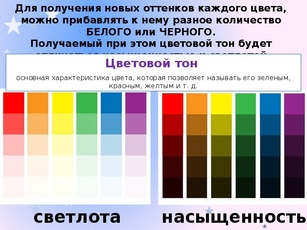 Для получения новых оттенков каждого цвета,
можно прибавлять к нему разное количество
БЕЛОГО или ЧЕРНОГО.
Получаемый при этом цветовой тон будет
Цветовой тон
основная характеристика цвета, которая позволяет называть его зеленым,
красным, желтым и т. д.
светлота
насыщенность